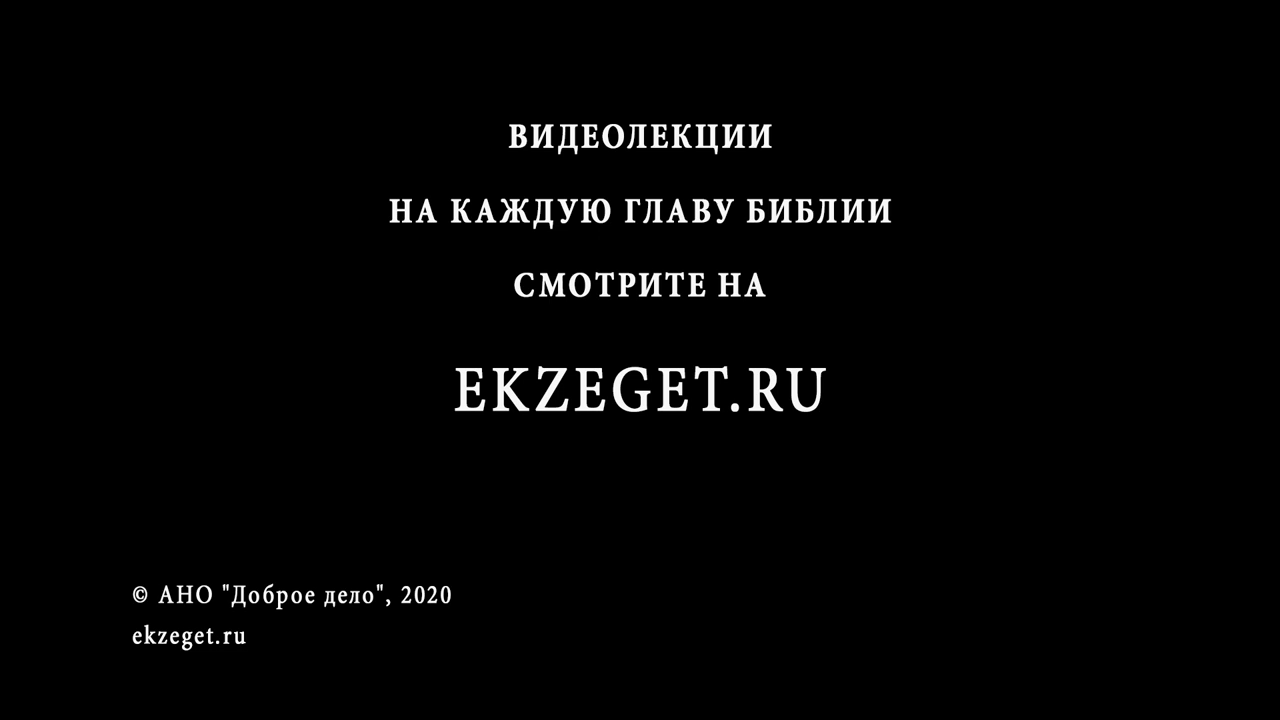 ВИДЕОЛЕКЦИИ
НА КАЖДУЮ ГЛАВУ БИБЛИИ
СМОТРИТЕ НА
EKZEGET.RU
© АНО "Доброе дело", 2020
ekzeget.ru